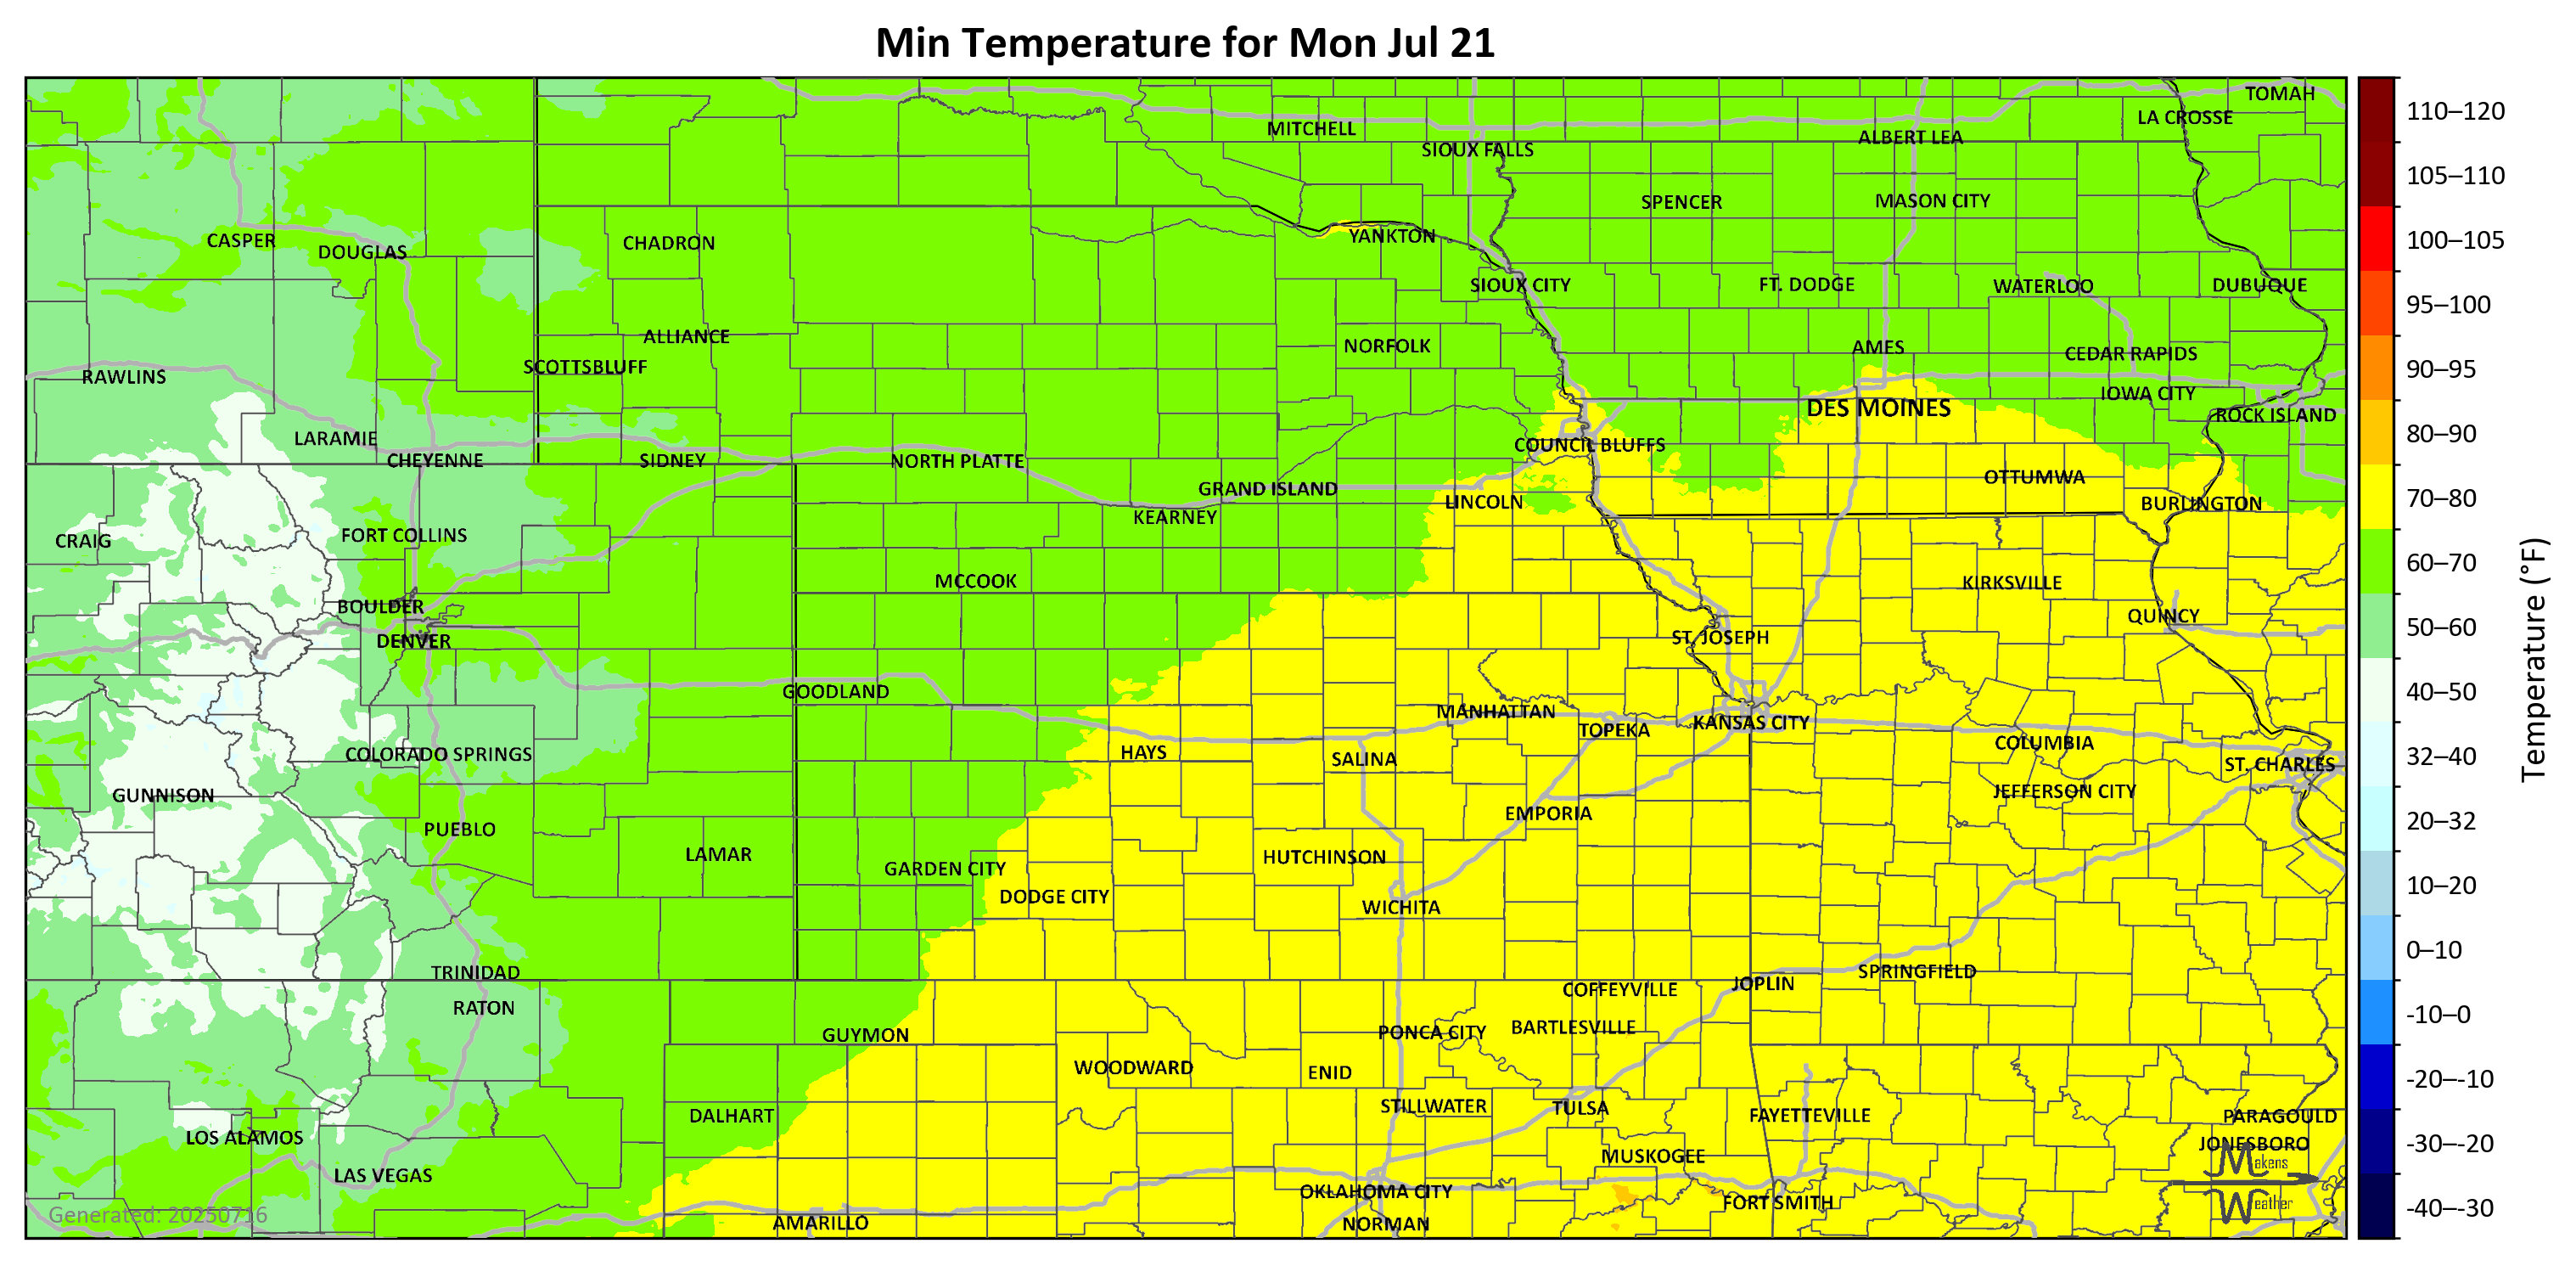 Min Temperature for Mon Jul 21
TOMAH
LA CROSSE
MITCHELL
ALBERT LEA
SIOUX FALLS
SPENCER
MASON CITY
CASPER
DOUGLAS
CHADRON
YANKTON
SIOUX CITY
FT. DODGE
WATERLOO
DUBUQUE
ALLIANCE
NORFOLK
AMES
CEDAR RAPIDS
SCOTTSBLUFF
RAWLINS
IOWA CITY
DES MOINES
ROCK ISLAND
LARAMIE
COUNCIL BLUFFS
CHEYENNE
SIDNEY
NORTH PLATTE
OTTUMWA
GRAND ISLAND
LINCOLN
BURLINGTON
KEARNEY
FORT COLLINS
CRAIG
MCCOOK
KIRKSVILLE
BOULDER
QUINCY
DENVER
ST. JOSEPH
GOODLAND
MANHATTAN
KANSAS CITY
TOPEKA
COLUMBIA
COLORADO SPRINGS
HAYS
SALINA
ST. CHARLES
GUNNISON
JEFFERSON CITY
EMPORIA
PUEBLO
LAMAR
HUTCHINSON
GARDEN CITY
DODGE CITY
WICHITA
TRINIDAD
SPRINGFIELD
JOPLIN
COFFEYVILLE
RATON
BARTLESVILLE
PONCA CITY
GUYMON
WOODWARD
ENID
STILLWATER
TULSA
DALHART
FAYETTEVILLE
PARAGOULD
LOS ALAMOS
JONESBORO
MUSKOGEE
LAS VEGAS
OKLAHOMA CITY
FORT SMITH
AMARILLO
NORMAN
Generated: 20250716
Makens
Weather
110–120
105–110
100–105
95–100
90–95
80–90
70–80
60–70
50–60
40–50
32–40
20–32
10–20
0–10
-10–0
-20–-10
-30–-20
-40–-30
Temperature (°F)